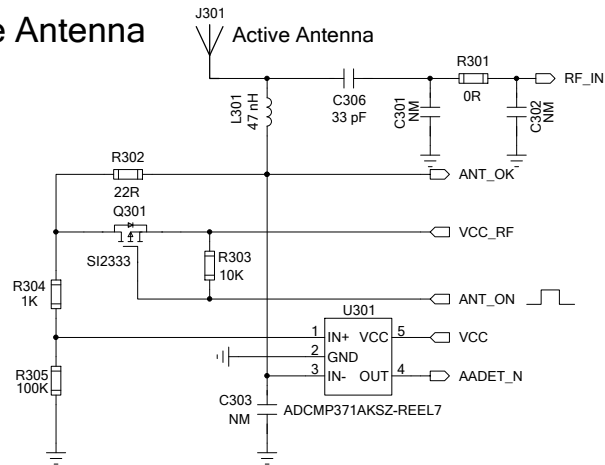 e Antenna
J301
Active Antenna
R301
0R
RF_IN
C306
33 pF
C301
NM
C302
NM
L301
47 nH
R302
22R
ANT_OK
Q301
SI2333
VCC_RF
R303
10K
R304
1K
ANT_ON
U301
1 IN+ VCC 5
VCC
2 GND
3 IN- OUT 4
AADET_N
R305
100K
C303
NM
ADCMP371AKSZ-REEL7